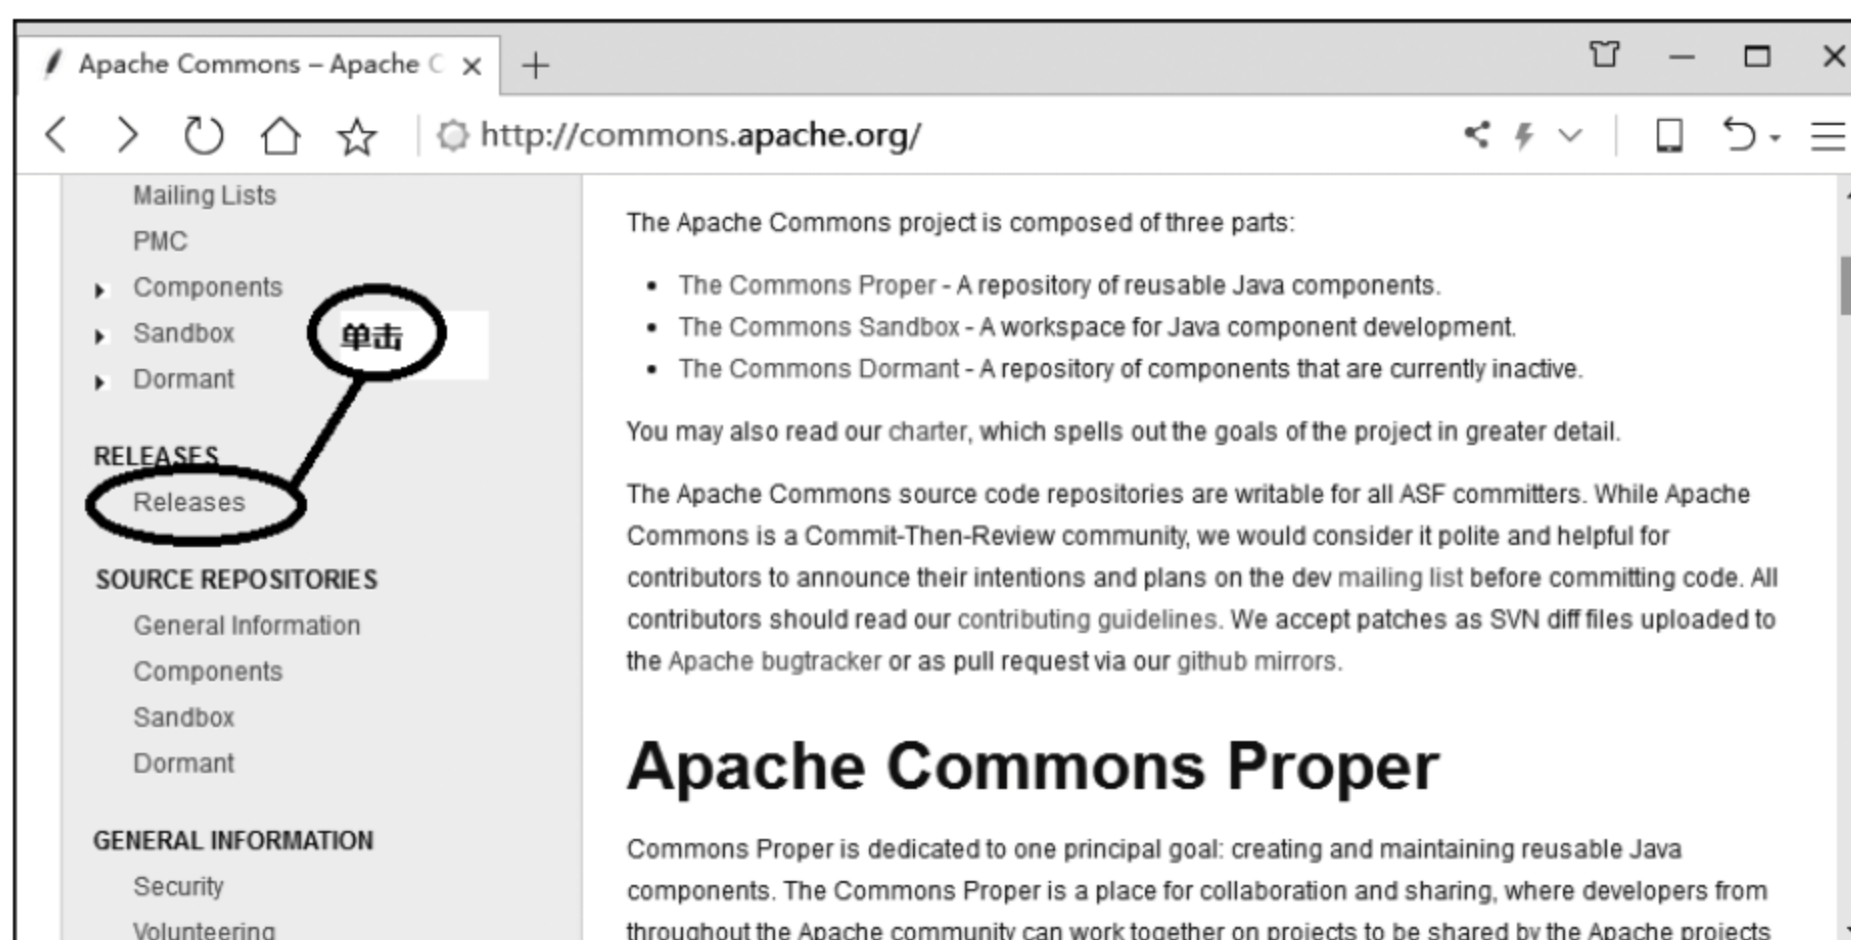 Apache Commons – Apache C
http://commons.apache.org/
Mailing Lists
PMC
Components
Sandbox
Dormant
单击
RELEASES
Releases
SOURCE REPOSITORIES
General Information
Components
Sandbox
Dormant
GENERAL INFORMATION
Security
Volunteering
The Apache Commons project is composed of three parts:
• The Commons Proper - A repository of reusable Java components.
• The Commons Sandbox - A workspace for Java component development.
• The Commons Dormant - A repository of components that are currently inactive.
You may also read our charter, which spells out the goals of the project in greater detail.
The Apache Commons source code repositories are writable for all ASF committers. While Apache
Commons is a Commit-Then-Review community, we would consider it polite and helpful for
contributors to announce their intentions and plans on the dev mailing list before committing code. All
contributors should read our contributing guidelines. We accept patches as SVN diff files uploaded to
the Apache bugtracker or as pull request via our github mirrors.
Apache Commons Proper
Commons Proper is dedicated to one principal goal: creating and maintaining reusable Java
components. The Commons Proper is a place for collaboration and sharing, where developers from
throughout the Apache community can work together on projects to be shared by the Apache projects